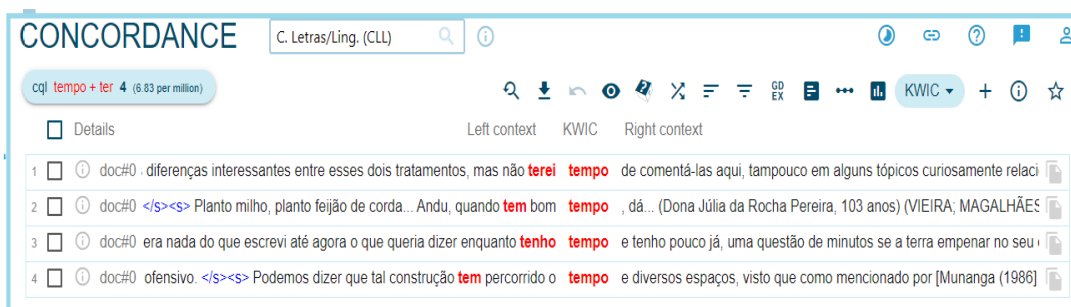 CONCORDANCE C. Letras/Ling. (CLL)
cql tempo + ter 4 (6.83 per million) GD EX KWIC
Details Left context KWIC Right context
1 doc#0 . diferenças interessantes entre esses dois tratamentos, mas não terei tempo de comentá-las aqui, tampouco em alguns tópicos curiosamente relaci
2 doc#0 </s><s> Planto milho, planto feijão de corda... Andu, quando tem bom tempo , dá... (Dona Júlia da Rocha Pereira, 103 anos) (VIEIRA; MAGALHÃES
3 doc#0 era nada do que escrevi até agora o que queria dizer enquanto tenho tempo e tenho pouco já, uma questão de minutos se a terra empenar no seu
4 doc#0 ofensivo. </s><s> Podemos dizer que tal construção tem percorrido o tempo e diversos espaços, visto que como mencionado por [Munanga (1986]